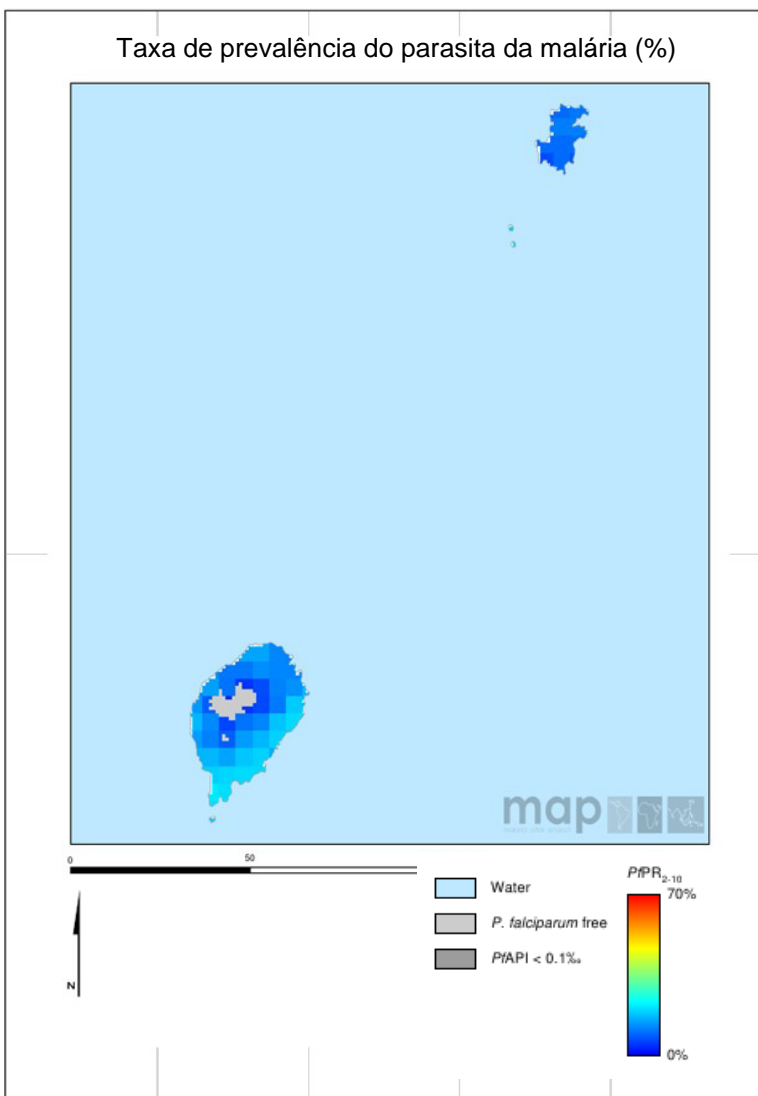 Taxa de prevalência do parasita da malária (%)
map
0 50
Water
P. falciparum free
PfAPI < 0.1‰
PfPR2-10
70%
0%
N